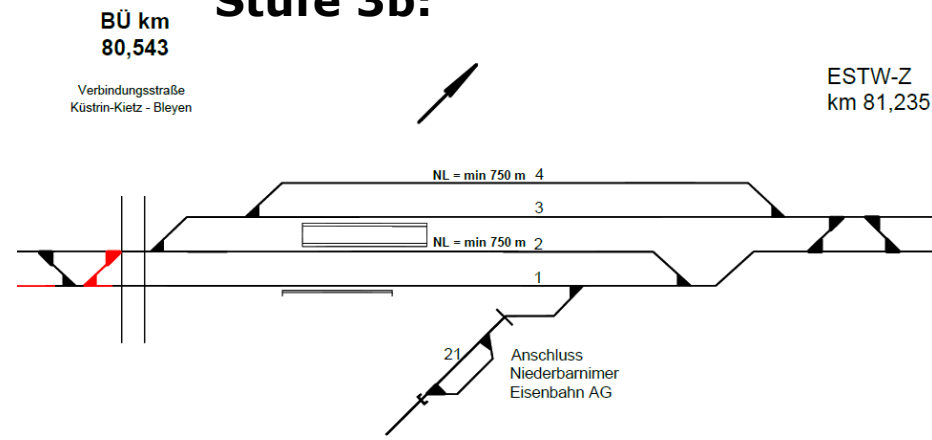 Stufe 3b:
BÜ km
80,543
Verbindungsstraße
Küstrin-Kietz - Bleyen
ESTW-Z
km 81,235
NL = min 750 m 4
3
NL = min 750 m 2
1
21
Anschluss
Niederbarnimer
Eisenbahn AG